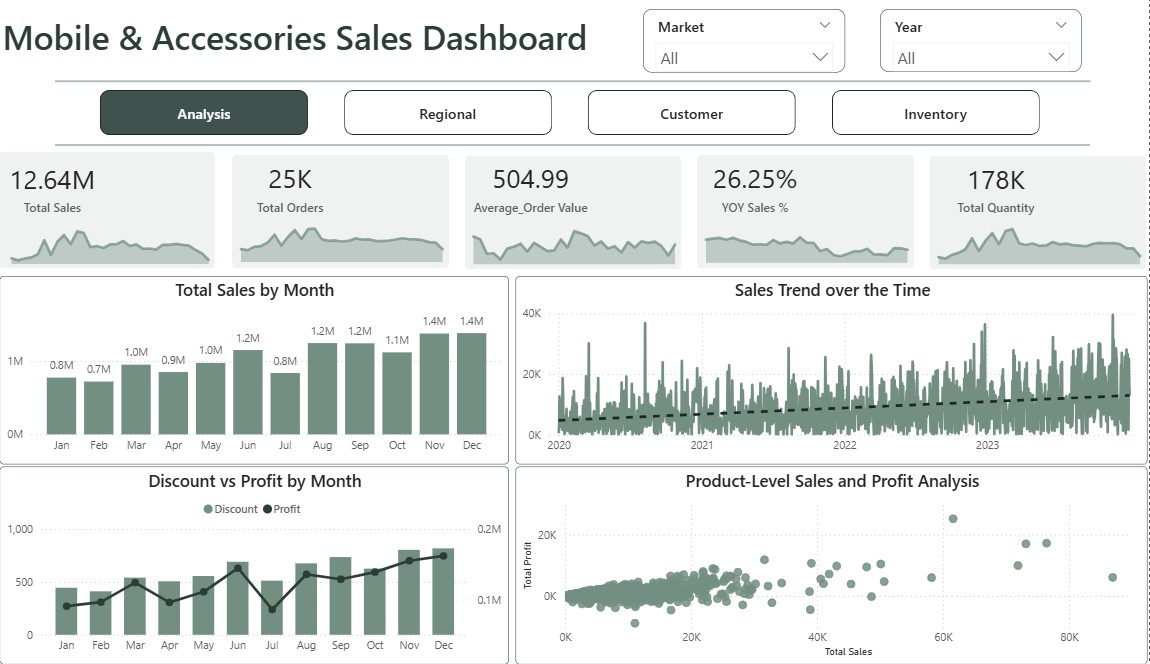 Mobile & Accessories Sales Dashboard
Market
All
Year
All
Analysis
Regional
Customer
Inventory
12.64M
Total Sales
25K
Total Orders
504.99
Average_Order Value
26.25%
YOY Sales %
178K
Total Quantity
Total Sales by Month
1M
0M
0.8M 0.7M 1.0M 0.9M 1.0M 1.2M 0.8M 1.2M 1.2M 1.1M 1.4M 1.4M
Jan Feb Mar Apr May Jun Jul Aug Sep Oct Nov Dec
Sales Trend over the Time
40K
20K
0K
2020 2021 2022 2023
Discount vs Profit by Month
Discount Profit
1,000
500
0
0.2M
0.1M
Jan Feb Mar Apr May Jun Jul Aug Sep Oct Nov Dec
Product-Level Sales and Profit Analysis
Total Profit
20K
0K
0K 20K 40K 60K 80K
Total Sales